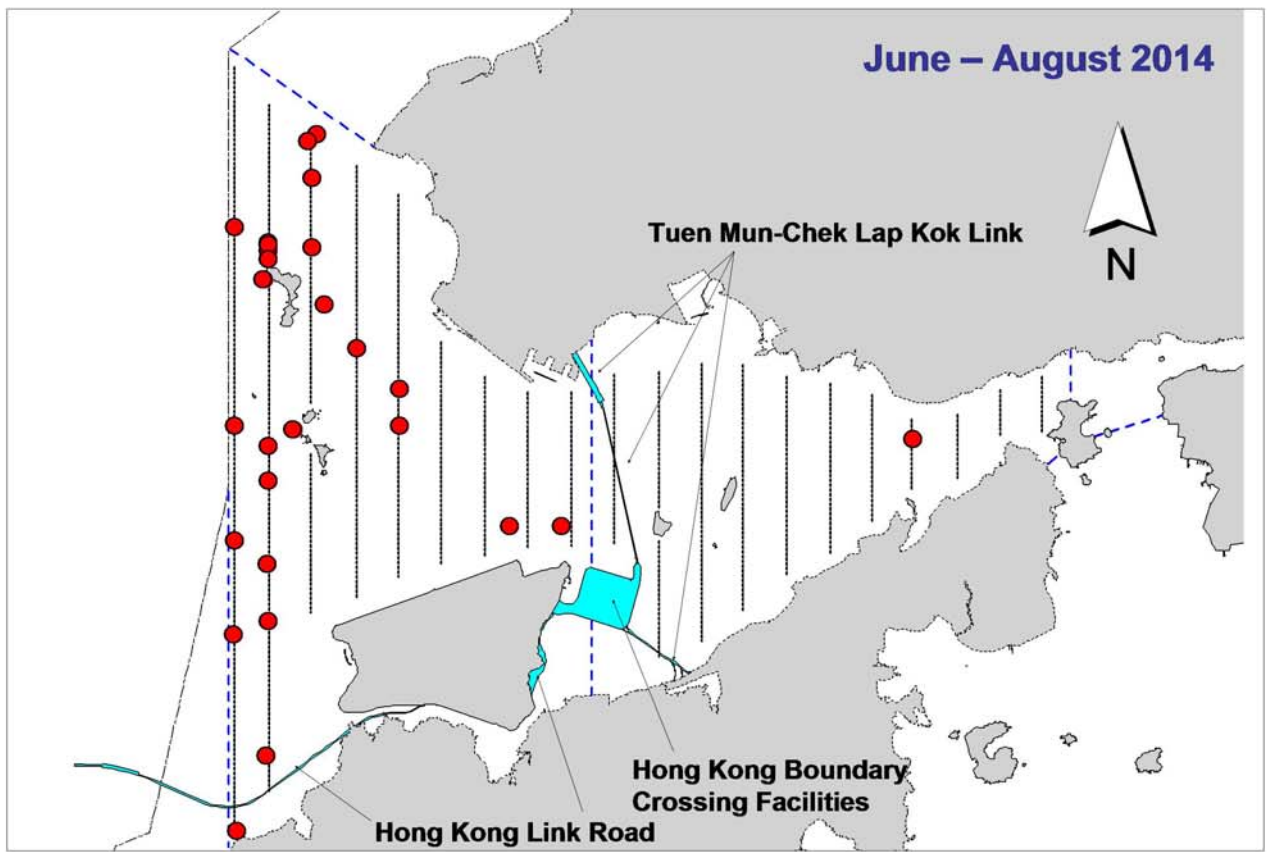 June – August 2014
Tuen Mun-Chek Lap Kok Link
N
Hong Kong Boundary
Crossing Facilities
Hong Kong Link Road